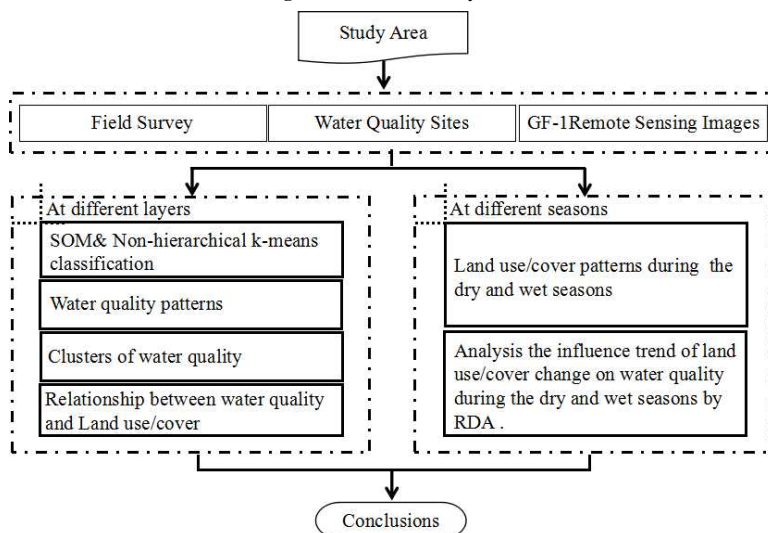 Study Area
Field Survey
Water Quality Sites
GF-1Remote Sensing Images
At different layers
SOM& Non-hierarchical k-means
classification
Water quality patterns
Clusters of water quality
Relationship between water quality
and Land use/cover
At different seasons
Land use/cover patterns during the
dry and wet seasons
Analysis the influence trend of land
use/cover change on water quality
during the dry and wet seasons by
RDA .
Conclusions